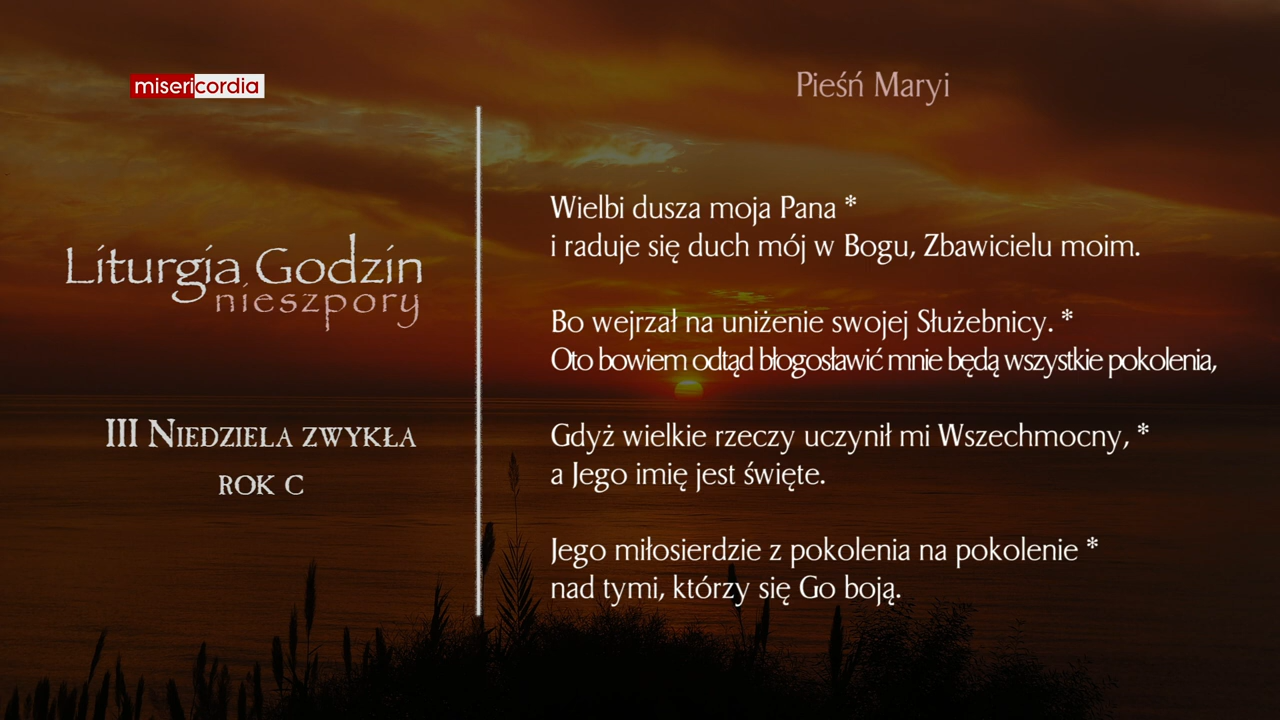 misericordia
Liturgia Godzin
nieszpory
III Niedziela zwykła
rok C
Pieśń Maryi
Wielbi dusza moja Pana *
i raduje się duch mój w Bogu, Zbawicielu moim.
Bo wejrzał na uniżenie swojej Służebnicy. *
Oto bowiem odtąd błogosławić mnie będą wszystkie pokolenia,
Gdyż wielkie rzeczy uczynił mi Wszechmocny, *
a Jego imię jest święte.
Jego miłosierdzie z pokolenia na pokolenie *
nad tymi, którzy się Go boją.